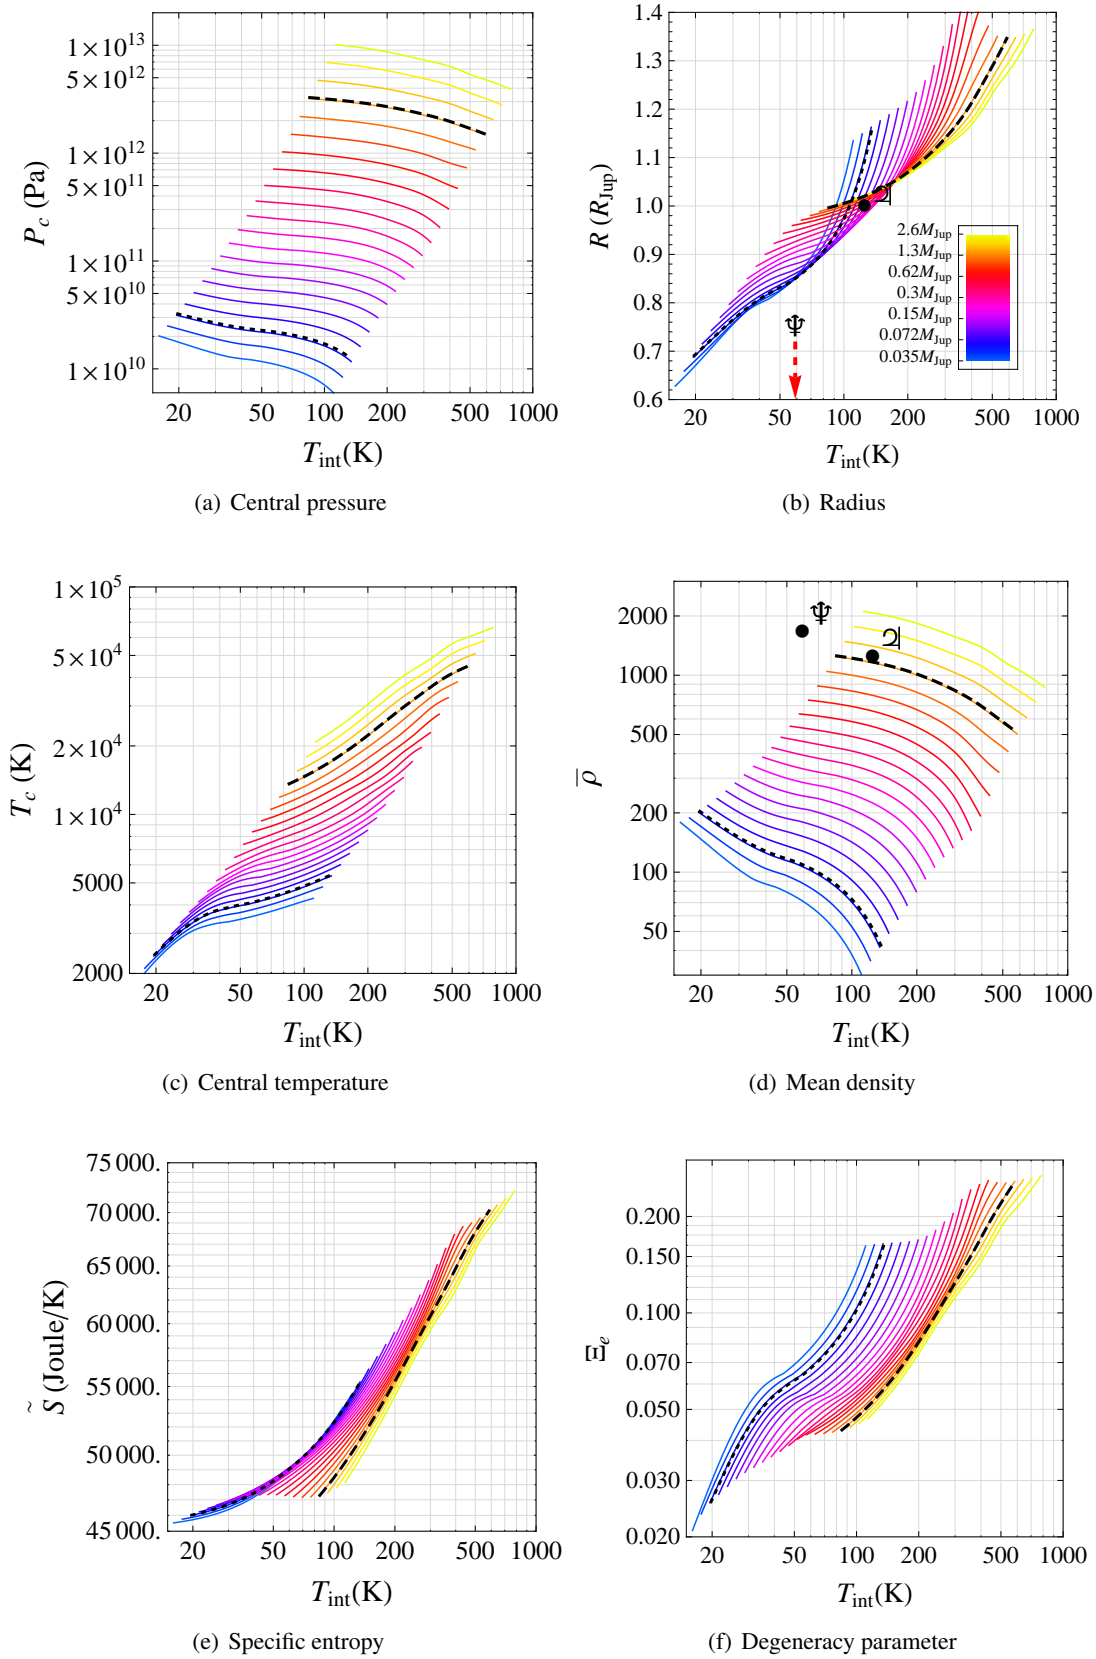 1×10^13
5×10^12
1×10^12
5×10^11
1×10^11
5×10^10
1×10^10
P_c (Pa)
20 50 100 200 500 1000
T_int(K)
(a) Central pressure
1.4
1.3
1.2
1.1
1.0
0.9
0.8
0.7
0.6
R (R_Jup)
♃
♆
2.6M_Jup
1.3M_Jup
0.62M_Jup
0.3M_Jup
0.15M_Jup
0.072M_Jup
0.035M_Jup
20 50 100 200 500 1000
T_int(K)
(b) Radius
1×10^5
5×10^4
2×10^4
1×10^4
5000
2000
T_c (K)
20 50 100 200 500 1000
T_int(K)
(c) Central temperature
2000
1000
500
200
100
50
ρ̅
♆
♃
20 50 100 200 500 1000
T_int(K)
(d) Mean density
75 000.
70 000.
65 000.
60 000.
55 000.
50 000.
45 000.
S̃ (Joule/K)
20 50 100 200 500 1000
T_int(K)
(e) Specific entropy
0.200
0.150
0.100
0.070
0.050
0.030
0.020
Ξ_e
20 50 100 200 500 1000
T_int(K)
(f) Degeneracy parameter